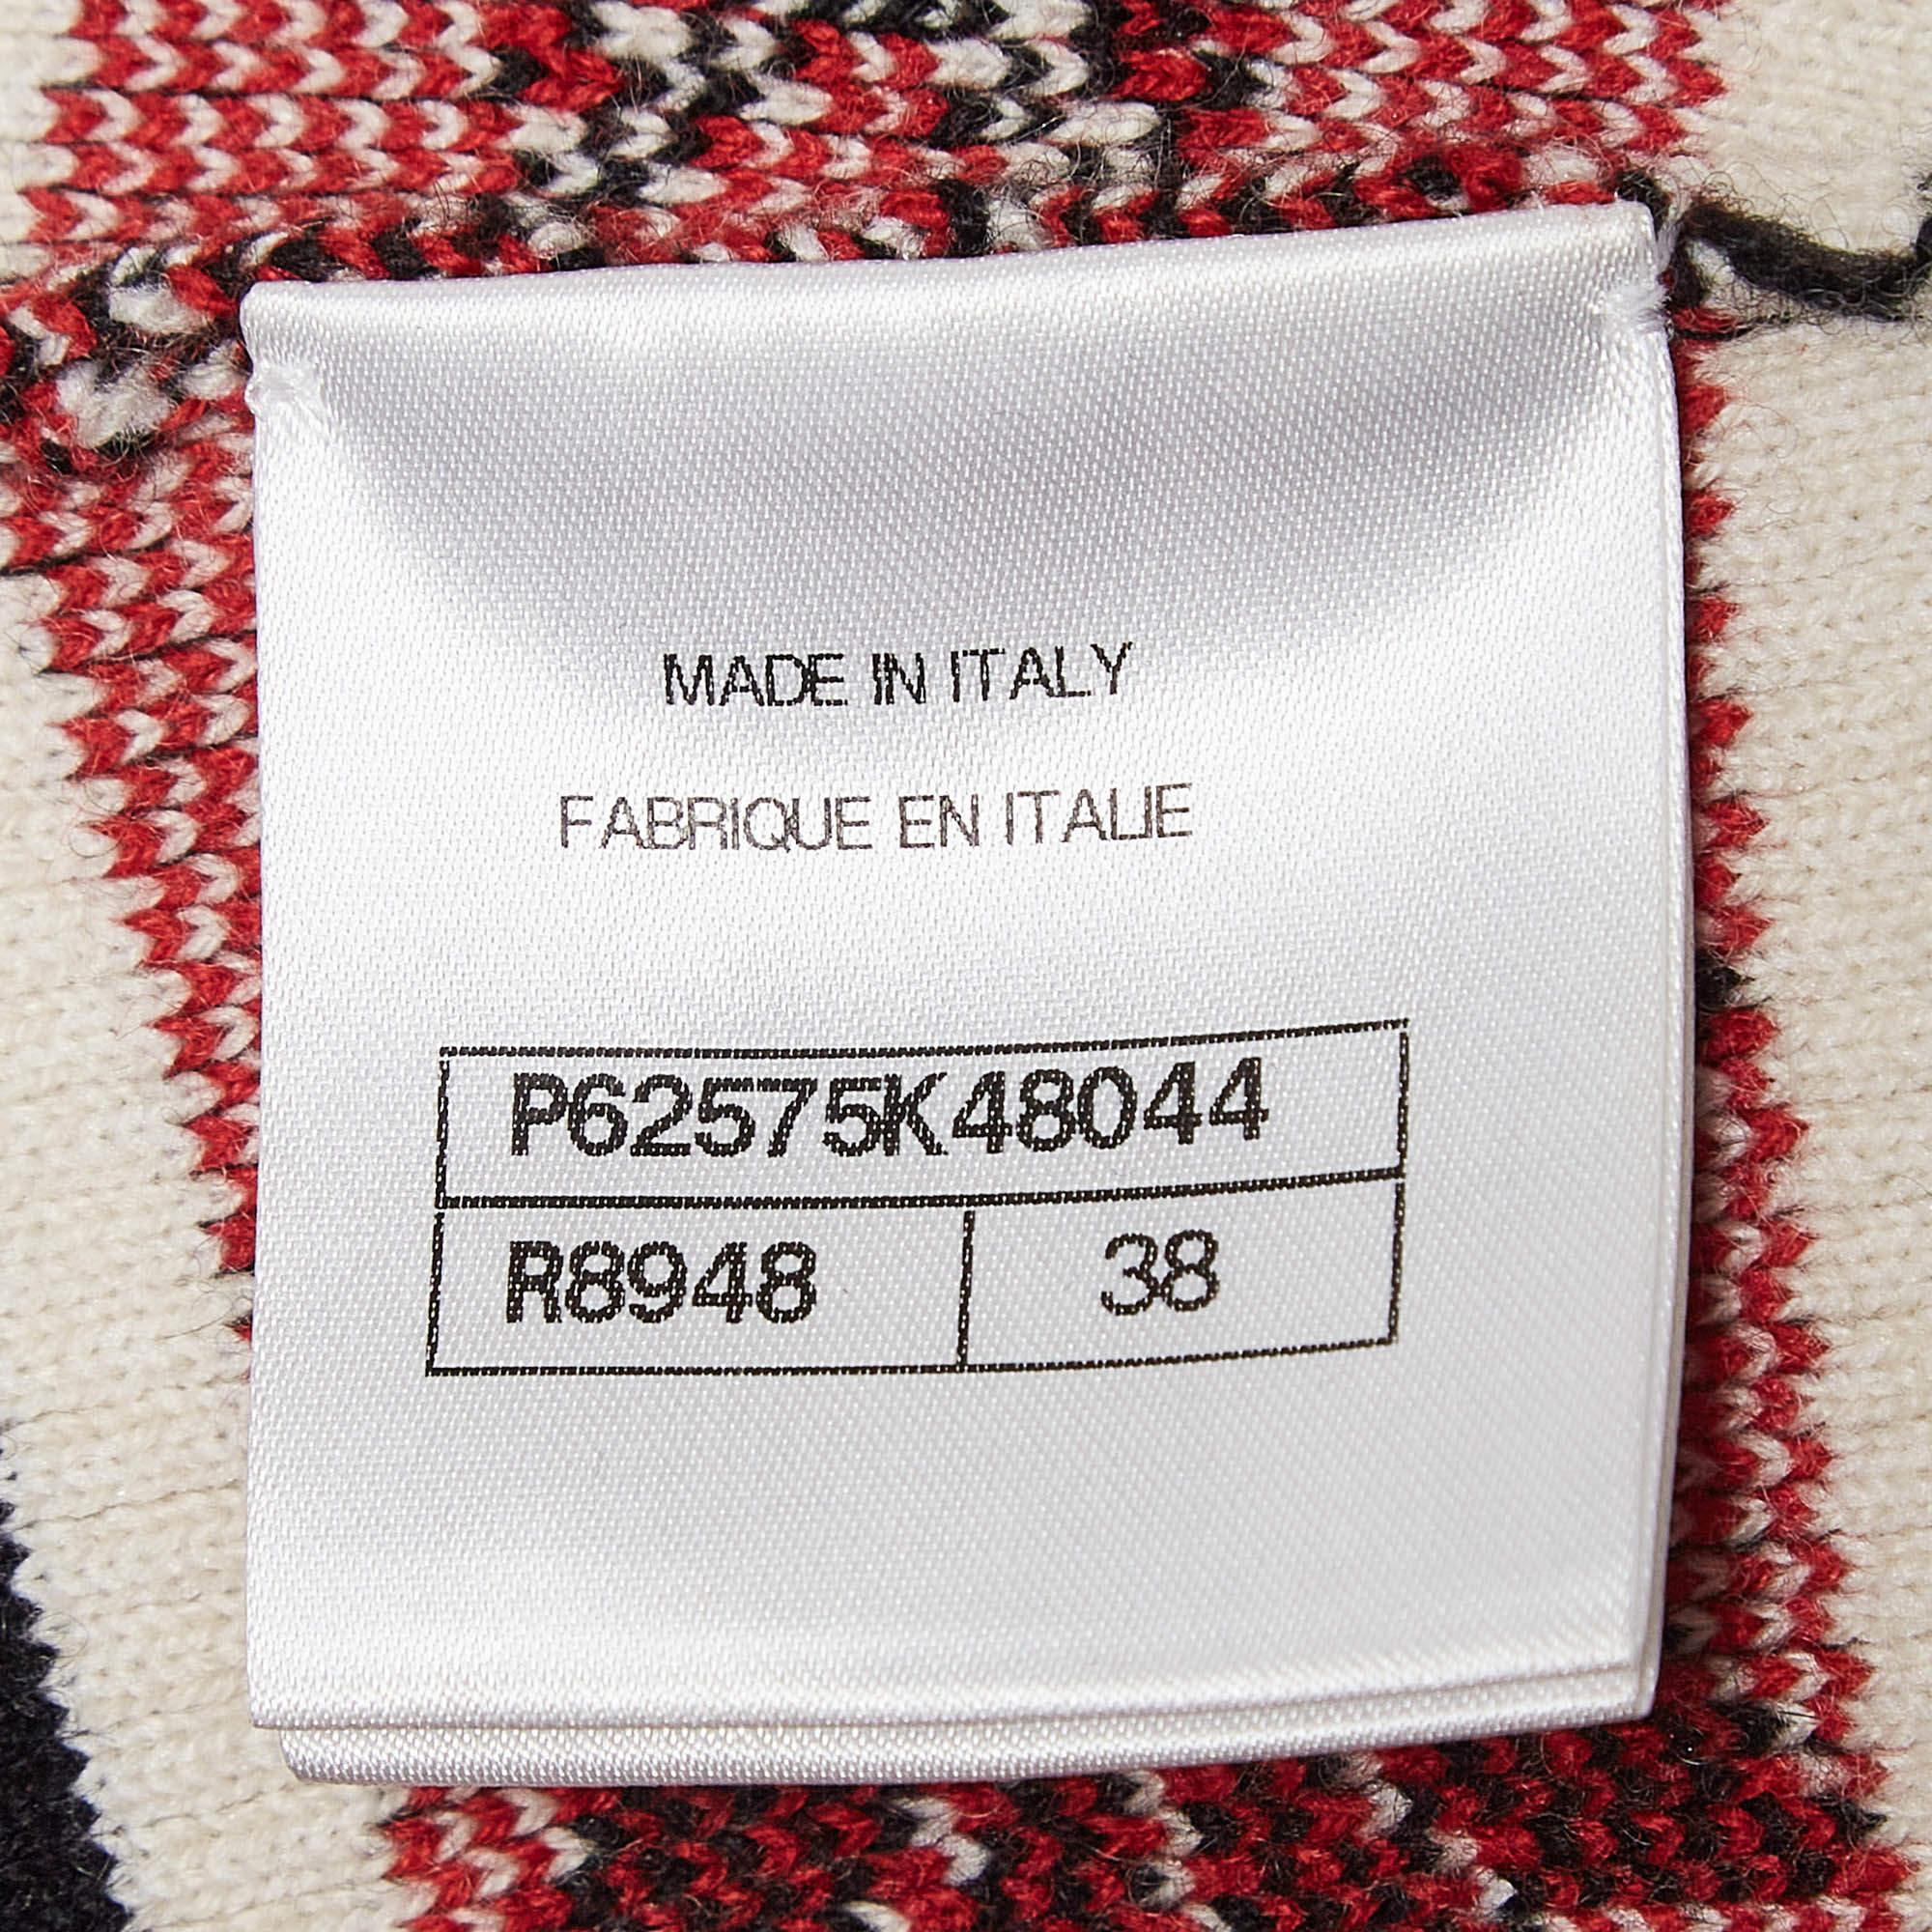 MADE IN ITALY
FABRIQUE EN ITALIE
P62575K48044
R8948 38